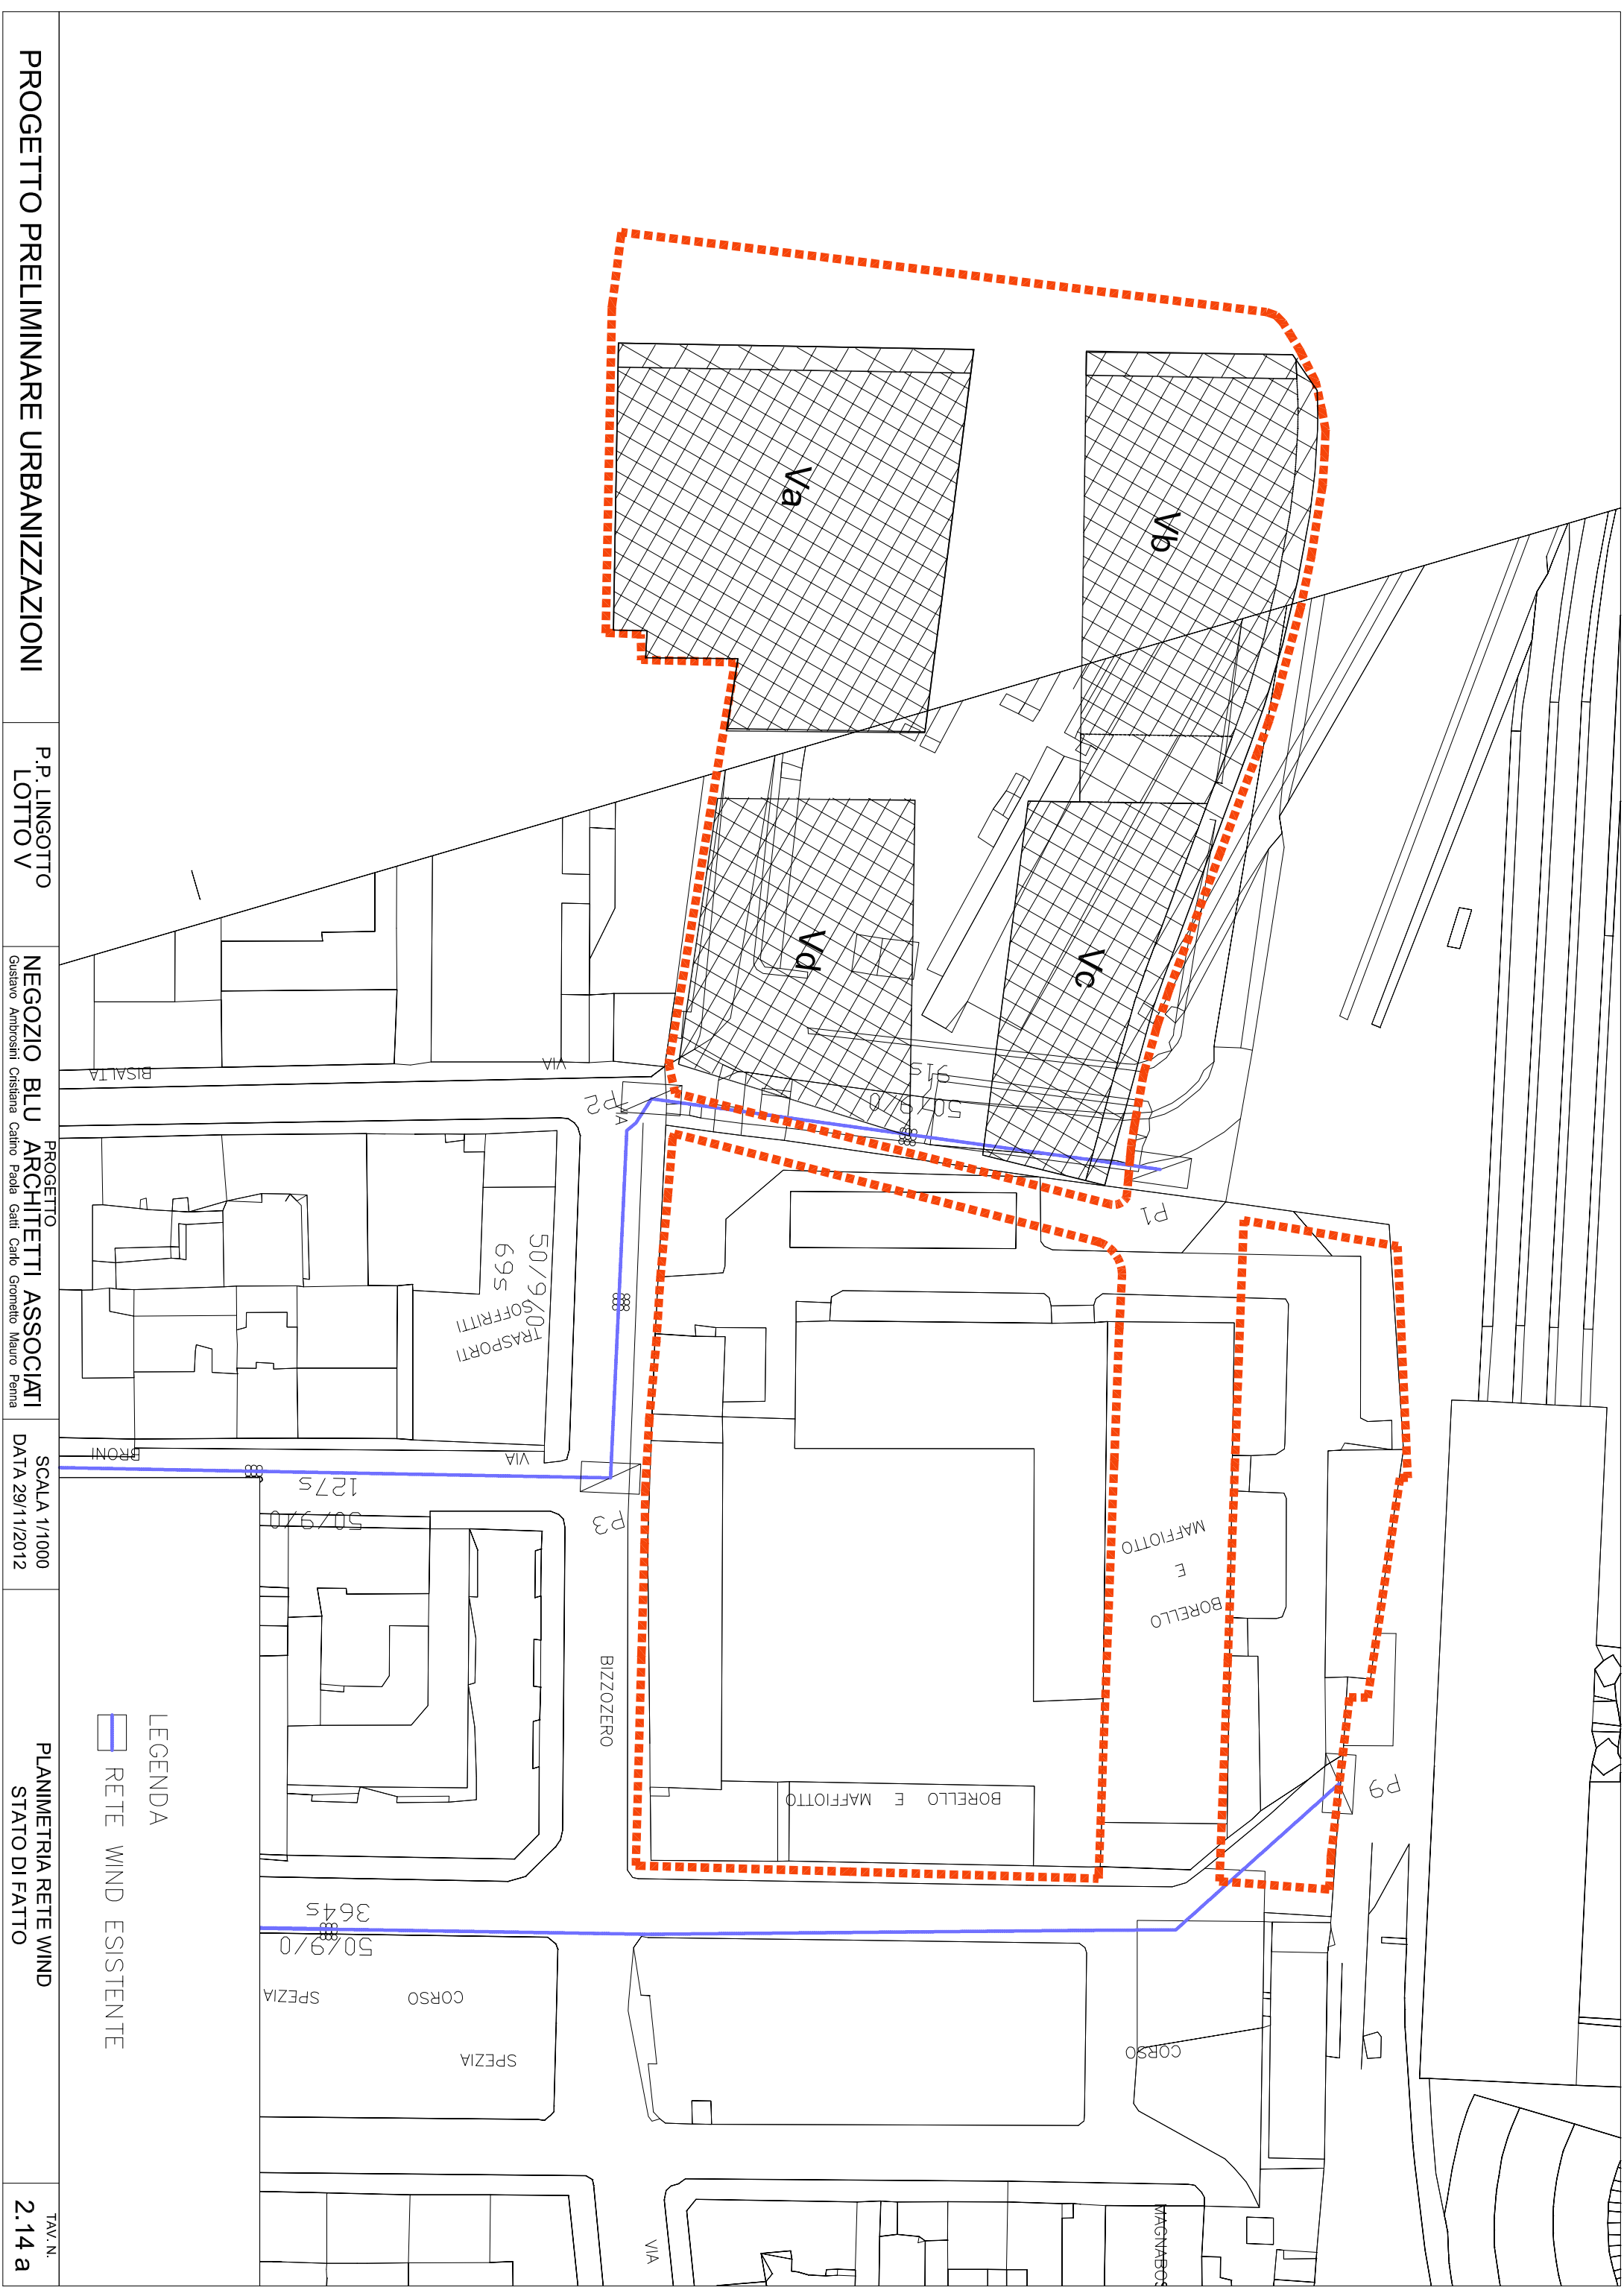 PROGETTO PRELIMINARE URBANIZZAZIONI
P.P. LINGOTTO
LOTTO V
PROGETTO
NEGOZIO BLU ARCHITETTI ASSOCIATI
Gustavo Ambrosini Cristiana Catino Paola Gatti Carlo Grometto Mauro Penna
SCALA 1/1000
DATA 29/11/2012
PLANIMETRIA RETE WIND
STATO DI FATTO
TAV. N.
2.14 a
LEGENDA
RETE WIND ESISTENTE
Va
Vb
Vc
Vd
91s
50/9/0
P1
P2
VIA
VIA
BISALTA
50/9/0
69s
TRASPORTI
SOFFRITTI
VIA
BRONI
127s
50/9/0
P3
BIZZOZERO
MAFFIOTTO
E
BORELLO
BORELLO E MAFFIOTTO
P9
364s
50/9/0
CORSO
SPEZIA
SPEZIA
CORSO
VIA
MAGNABOS